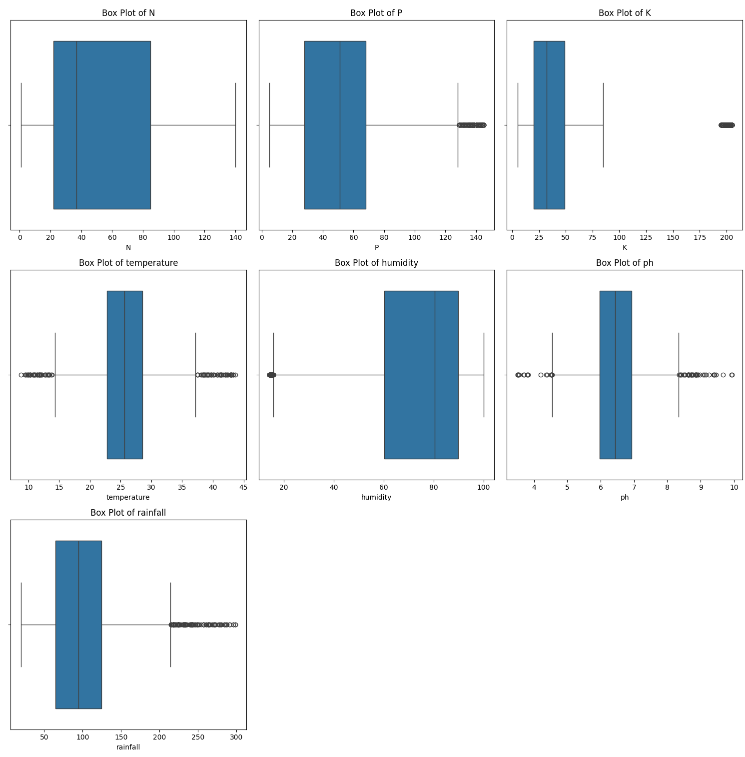 Box Plot of N
Box Plot of P
Box Plot of K
0 20 40 60 80 100 120 140
0 20 40 60 80 100 120 140
0 25 50 75 100 125 150 175 200
N
P
K
Box Plot of temperature
Box Plot of humidity
Box Plot of ph
10 15 20 25 30 35 40 45
20 40 60 80 100
4 5 6 7 8 9 10
temperature
humidity
ph
Box Plot of rainfall
50 100 150 200 250 300
rainfall